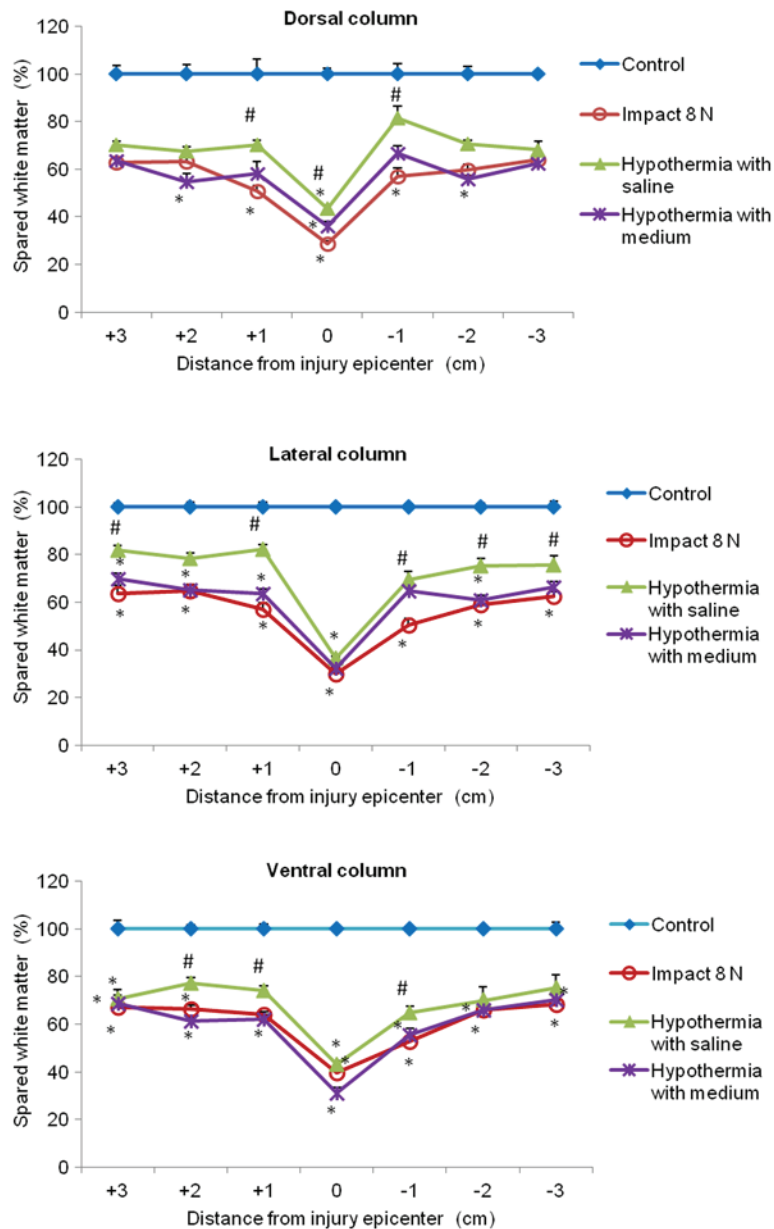 Dorsal column
Spared white matter (%)
120
100
80
60
40
20
0
# # #
* * * * * * * *
+3 +2 +1 0 -1 -2 -3
Distance from injury epicenter (cm)
Control
Impact 8 N
Hypothermia with saline
Hypothermia with medium
Lateral column
Spared white matter (%)
120
100
80
60
40
20
0
# # # # #
* * * * * * * * * * * *
+3 +2 +1 0 -1 -2 -3
Distance from injury epicenter (cm)
Control
Impact 8 N
Hypothermia
with saline
Hypothermia
with medium
Ventral column
Spared white matter (%)
120
100
80
60
40
20
0
# # #
* * * * * * * * * * * * * * *
+3 +2 +1 0 -1 -2 -3
Distance from injury epicenter (cm)
Control
Impact 8 N
Hypothermia
with saline
Hypothermia
with medium